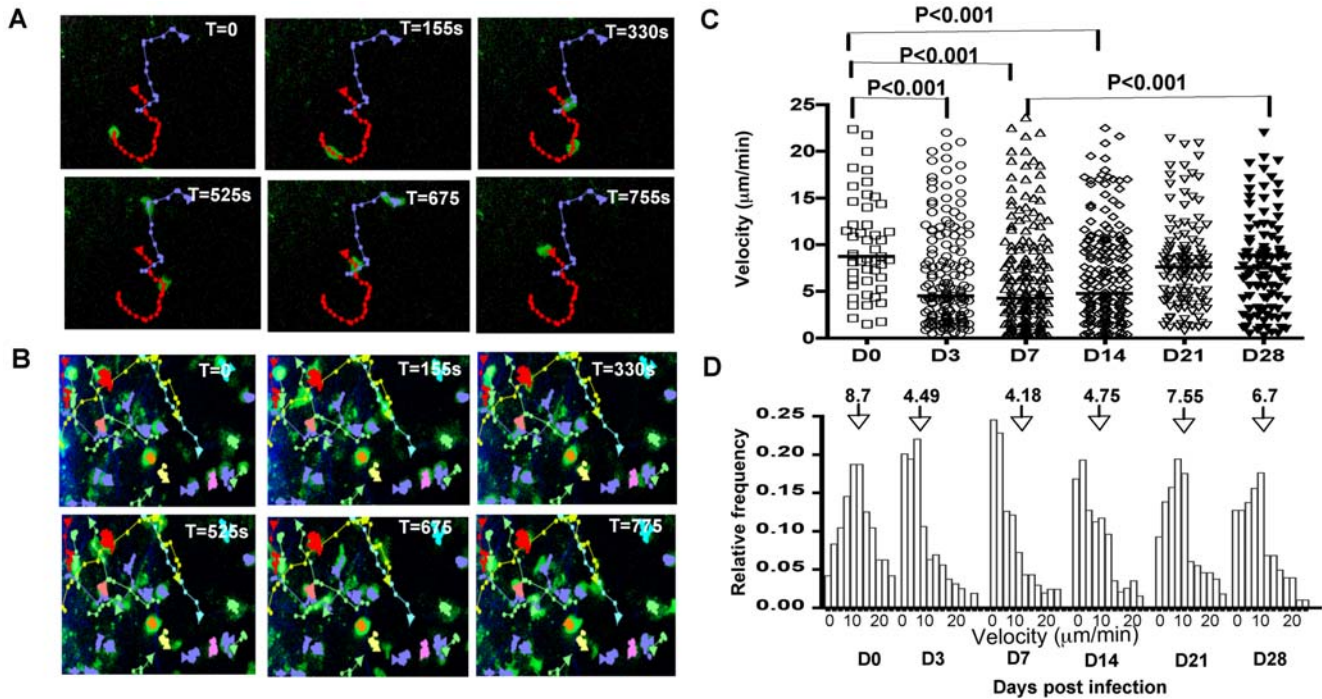 A
T=0
T=155s
T=330s
T=525s
T=675
T=755s
B
T=0
T=155s
T=330s
T=525s
T=675
T=775
C
P<0.001
P<0.001
P<0.001
P<0.001
Velocity (µm/min)
25
20
15
10
5
0
D0 D3 D7 D14 D21 D28
D
8.7 4.49 4.18 4.75 7.55 6.7
Relative frequency
0.25
0.20
0.15
0.10
0.05
0.00
0 10 20 0 10 20 0 10 20 0 10 20 0 10 20 0 10 20
Velocity (µm/min)
D0 D3 D7 D14 D21 D28
Days post infection